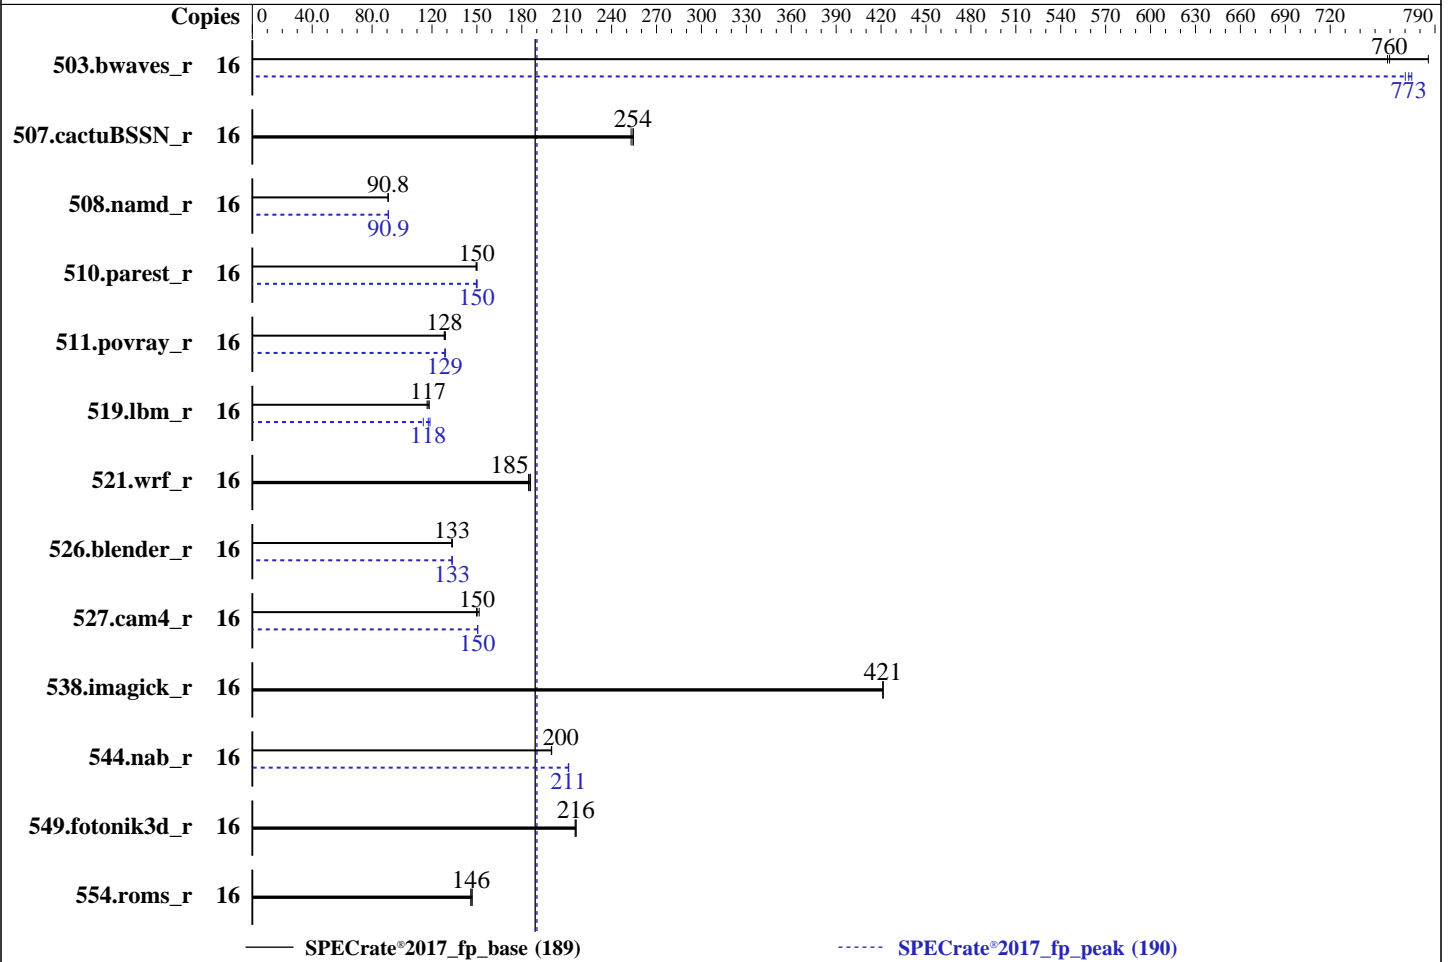 Copies 0 40.0 80.0 120 150 180 210 240 270 300 330 360 390 420 450 480 510 540 570 600 630 660 690 720 790
503.bwaves_r 16 760
773
507.cactuBSSN_r 16 254
508.namd_r 16 90.8
90.9
510.parest_r 16 150
150
511.povray_r 16 128
129
519.lbm_r 16 117
118
521.wrf_r 16 185
526.blender_r 16 133
133
527.cam4_r 16 150
150
538.imagick_r 16 421
544.nab_r 16 200
211
549.fotonik3d_r 16 216
554.roms_r 16 146
SPECrate®2017_fp_base (189) SPECrate®2017_fp_peak (190)